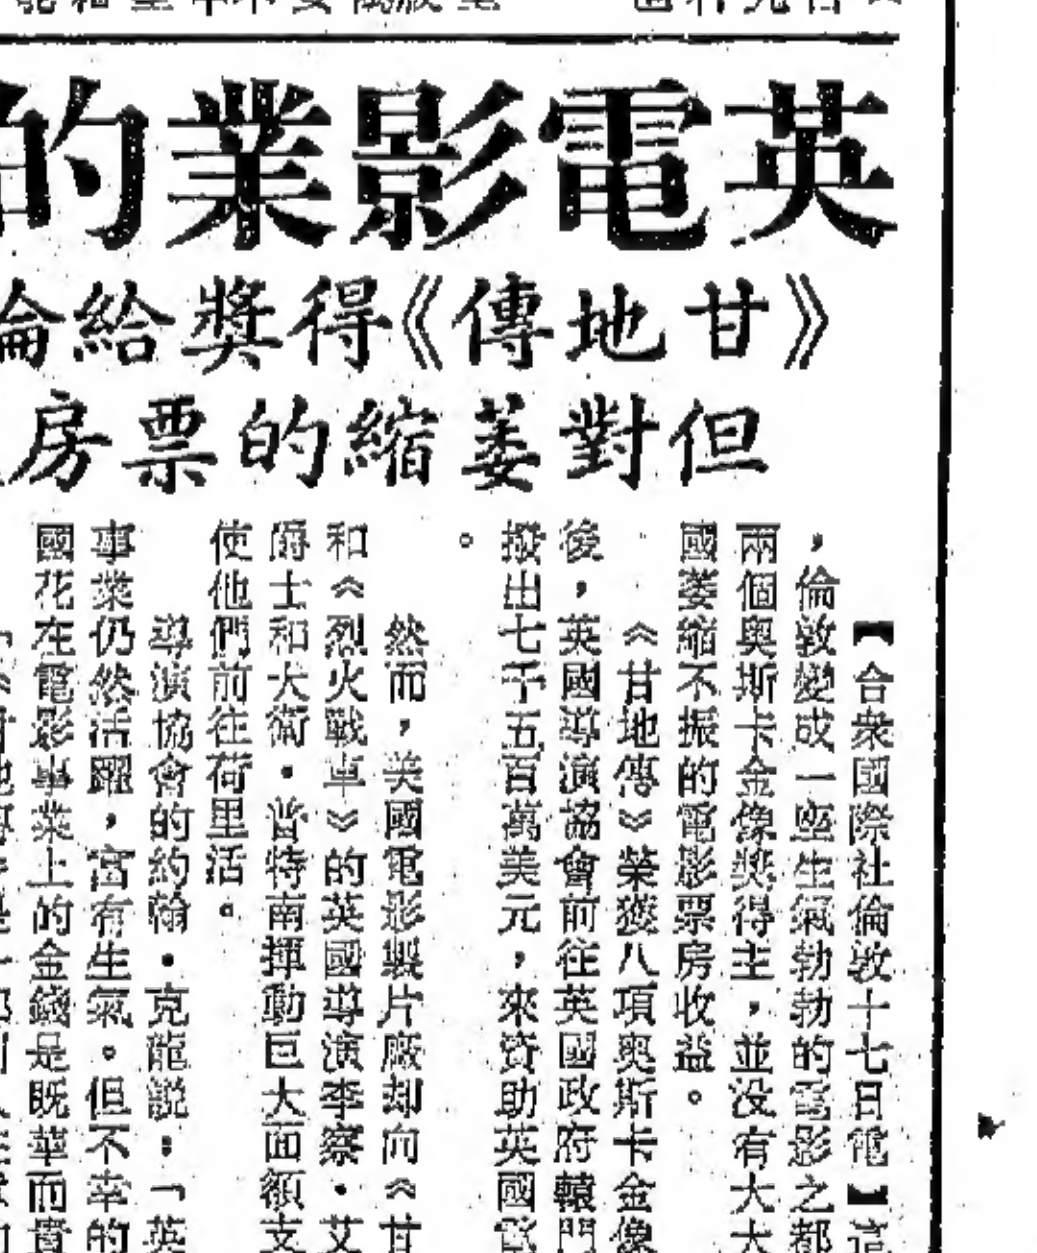 英電影業的
《甘地傳》得獎給
但對萎縮的票房
【合衆國際社倫敦十七日電】這
，倫敦變成一座生氣勃勃的電影之都
兩個奧斯卡金像獎得主，並没有大大
國萎縮不振的電影票房收益。
《甘地傳》榮獲八項奧斯卡金像
後，英國導演協會前往英國政府轅門
撥出七千五百萬美元，來資助英國
。
然而，美國電影製片廠却向《甘
和《烈火戰車》的英國導演李察·艾
爵士和大衛·普特南揮動巨大面額支
使他們前往荷里活。
導演協會的約翰·克龍説：「英
事業仍然活躍，富有生氣。但不幸的
國花在電影事業上的金錢是既華而貴